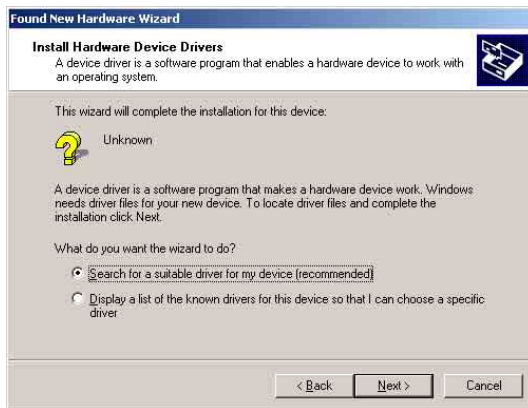 Found New Hardware Wizard
Install Hardware Device Drivers
A device driver is a software program that enables a hardware device to work with
an operating system.
This wizard will complete the installation for this device:
Unknown
A device driver is a software program that makes a hardware device work. Windows
needs driver files for your new device. To locate driver files and complete the
installation click Next.
What do you want the wizard to do?
Search for a suitable driver for my device (recommended)
Display a list of the known drivers for this device so that I can choose a specific
driver
< Back Next > Cancel